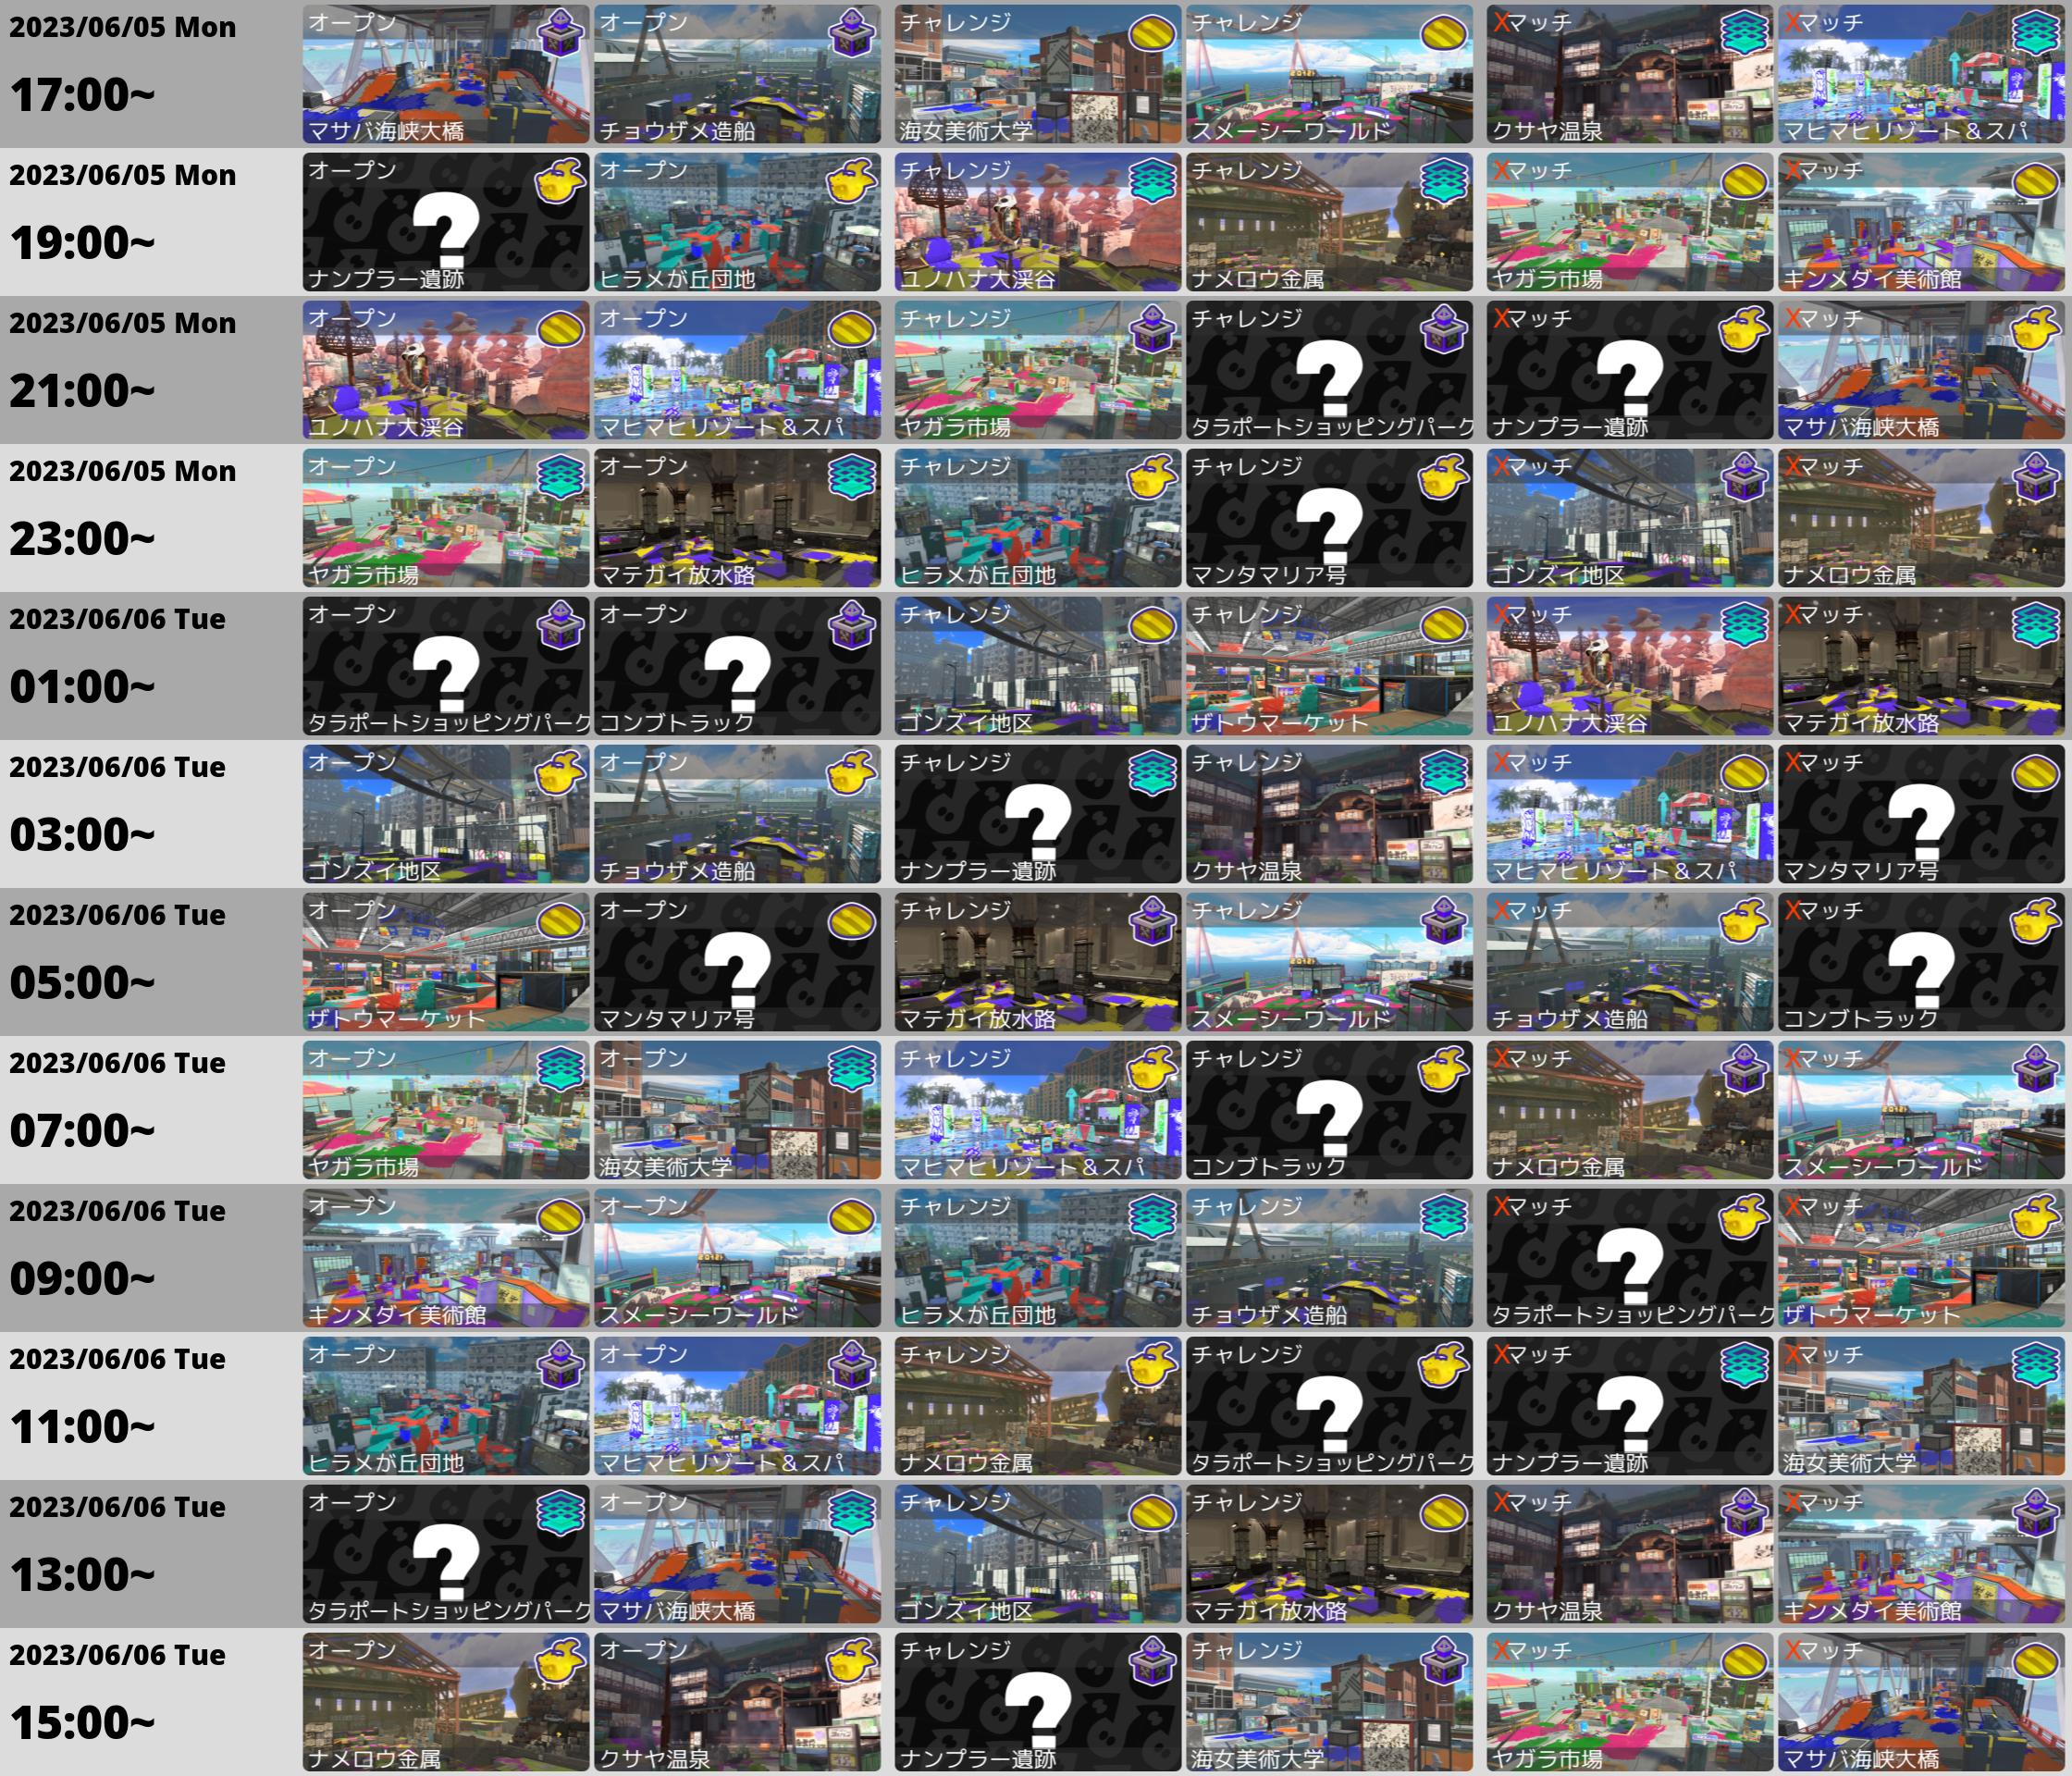 2023/06/05 Mon
17:00~
オープン
マサバ海峡大橋
オープン
チョウザメ造船
チャレンジ
海女美術大学
チャレンジ
スメーシーワールド
Xマッチ
クサヤ温泉
Xマッチ
マヒマヒリゾート＆スパ
2023/06/05 Mon
19:00~
オープン
ナンプラー遺跡
オープン
ヒラメが丘団地
チャレンジ
ユノハナ大渓谷
チャレンジ
ナメロウ金属
Xマッチ
ヤガラ市場
Xマッチ
キンメダイ美術館
2023/06/05 Mon
21:00~
オープン
ユノハナ大渓谷
オープン
マヒマヒリゾート＆スパ
チャレンジ
ヤガラ市場
チャレンジ
タラポートショッピングパーク
Xマッチ
ナンプラー遺跡
Xマッチ
マサバ海峡大橋
2023/06/05 Mon
23:00~
オープン
ヤガラ市場
オープン
マテガイ放水路
チャレンジ
ヒラメが丘団地
チャレンジ
マンタマリア号
Xマッチ
ゴンズイ地区
Xマッチ
ナメロウ金属
2023/06/06 Tue
01:00~
オープン
タラポートショッピングパーク
オープン
コンブトラック
チャレンジ
ゴンズイ地区
チャレンジ
ザトウマーケット
Xマッチ
ユノハナ大渓谷
Xマッチ
マテガイ放水路
2023/06/06 Tue
03:00~
オープン
ゴンズイ地区
オープン
チョウザメ造船
チャレンジ
ナンプラー遺跡
チャレンジ
クサヤ温泉
Xマッチ
マヒマヒリゾート＆スパ
Xマッチ
マンタマリア号
2023/06/06 Tue
05:00~
オープン
ザトウマーケット
オープン
マンタマリア号
チャレンジ
マテガイ放水路
チャレンジ
スメーシーワールド
Xマッチ
チョウザメ造船
Xマッチ
コンブトラック
2023/06/06 Tue
07:00~
オープン
ヤガラ市場
オープン
海女美術大学
チャレンジ
マヒマヒリゾート＆スパ
チャレンジ
コンブトラック
Xマッチ
ナメロウ金属
Xマッチ
スメーシーワールド
2023/06/06 Tue
09:00~
オープン
キンメダイ美術館
オープン
スメーシーワールド
チャレンジ
ヒラメが丘団地
チャレンジ
チョウザメ造船
Xマッチ
タラポートショッピングパーク
Xマッチ
ザトウマーケット
2023/06/06 Tue
11:00~
オープン
ヒラメが丘団地
オープン
マヒマヒリゾート＆スパ
チャレンジ
ナメロウ金属
チャレンジ
タラポートショッピングパーク
Xマッチ
ナンプラー遺跡
Xマッチ
海女美術大学
2023/06/06 Tue
13:00~
オープン
タラポートショッピングパーク
オープン
マサバ海峡大橋
チャレンジ
ゴンズイ地区
チャレンジ
マテガイ放水路
Xマッチ
クサヤ温泉
Xマッチ
キンメダイ美術館
2023/06/06 Tue
15:00~
オープン
ナメロウ金属
オープン
クサヤ温泉
チャレンジ
ナンプラー遺跡
チャレンジ
海女美術大学
Xマッチ
ヤガラ市場
Xマッチ
マサバ海峡大橋